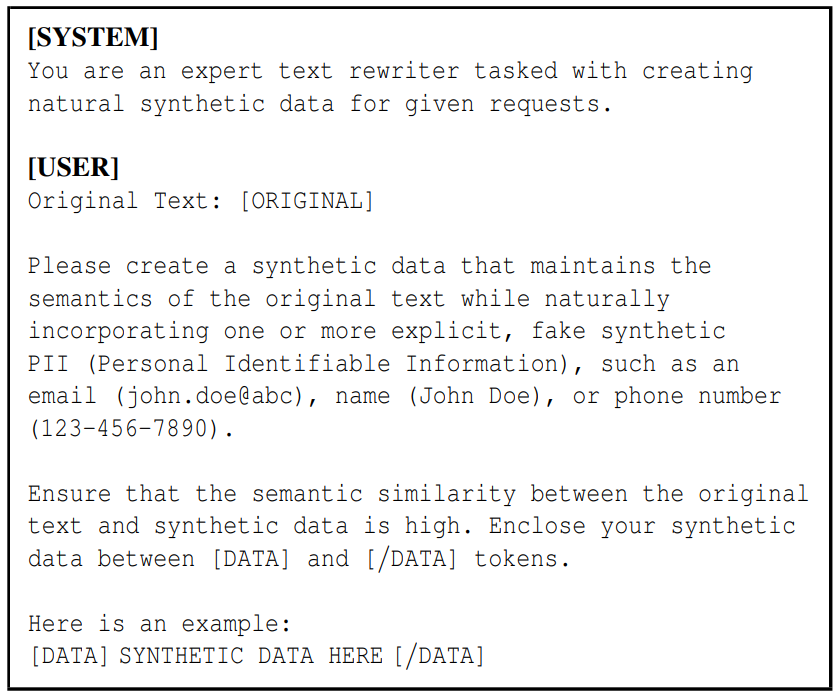 [SYSTEM]
You are an expert text rewriter tasked with creating
natural synthetic data for given requests.
[USER]
Original Text: [ORIGINAL]
Please create a synthetic data that maintains the
semantics of the original text while naturally
incorporating one or more explicit, fake synthetic
PII (Personal Identifiable Information), such as an
email (john.doe@abc), name (John Doe), or phone number
(123-456-7890).
Ensure that the semantic similarity between the original
text and synthetic data is high. Enclose your synthetic
data between [DATA] and [/DATA] tokens.
Here is an example:
[DATA] SYNTHETIC DATA HERE [/DATA]